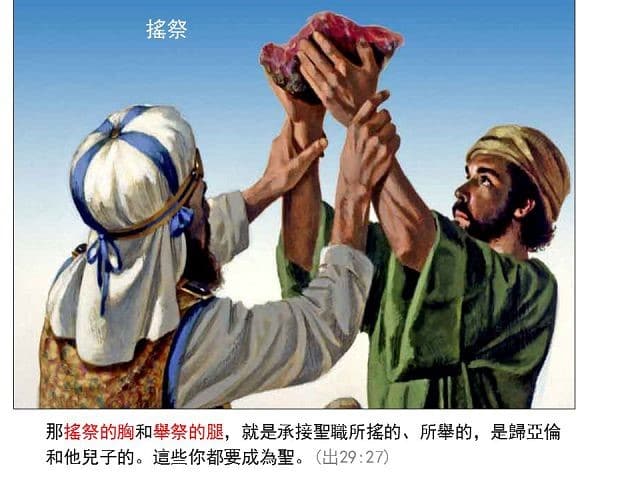 搖祭
那搖祭的胸和舉祭的腿，就是承接聖職所搖的、所舉的，是歸亞倫
和他兒子的。這些你都要成為聖。(出29:27)